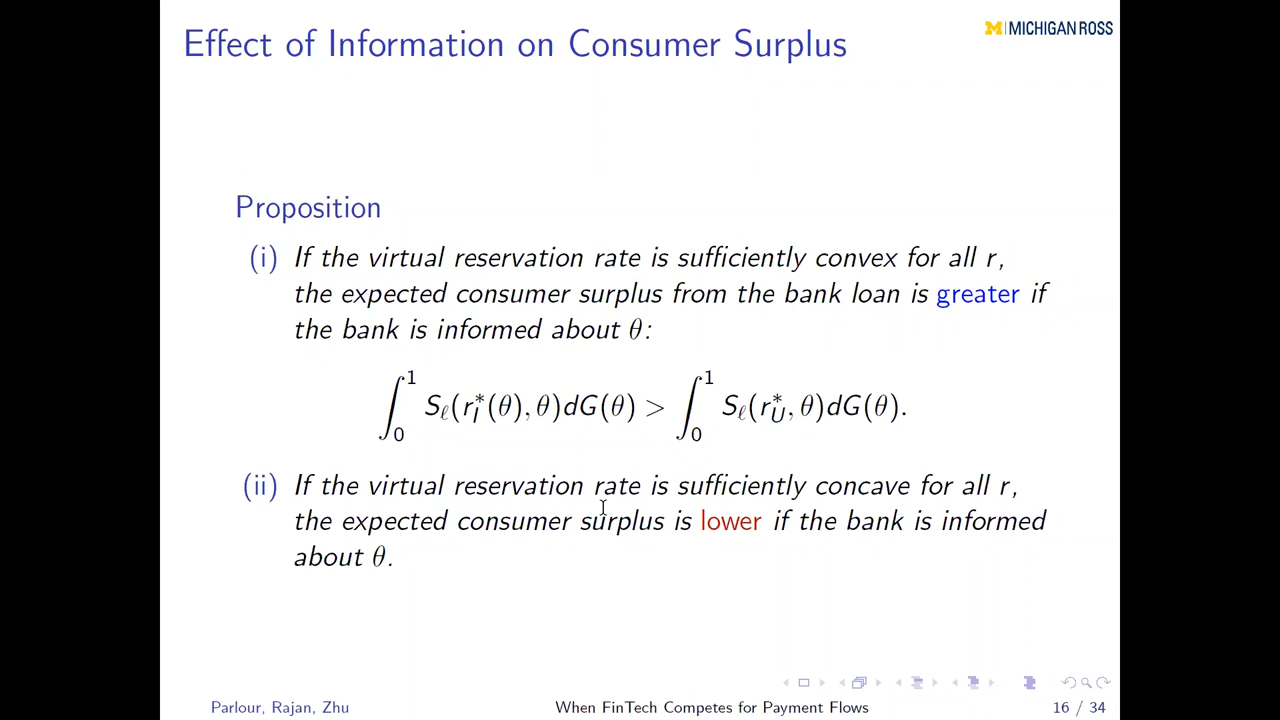 Effect of Information on Consumer Surplus
M | MICHIGAN ROSS
Proposition
(i) If the virtual reservation rate is sufficiently convex for all r,
the expected consumer surplus from the bank loan is greater if
the bank is informed about θ:
∫₀¹ S_ℓ(r*_I(θ), θ)dG(θ) > ∫₀¹ S_ℓ(r*_U, θ)dG(θ).
(ii) If the virtual reservation rate is sufficiently concave for all r,
the expected consumer surplus is lower if the bank is informed
about θ.
Parlour, Rajan, Zhu When FinTech Competes for Payment Flows 16 / 34